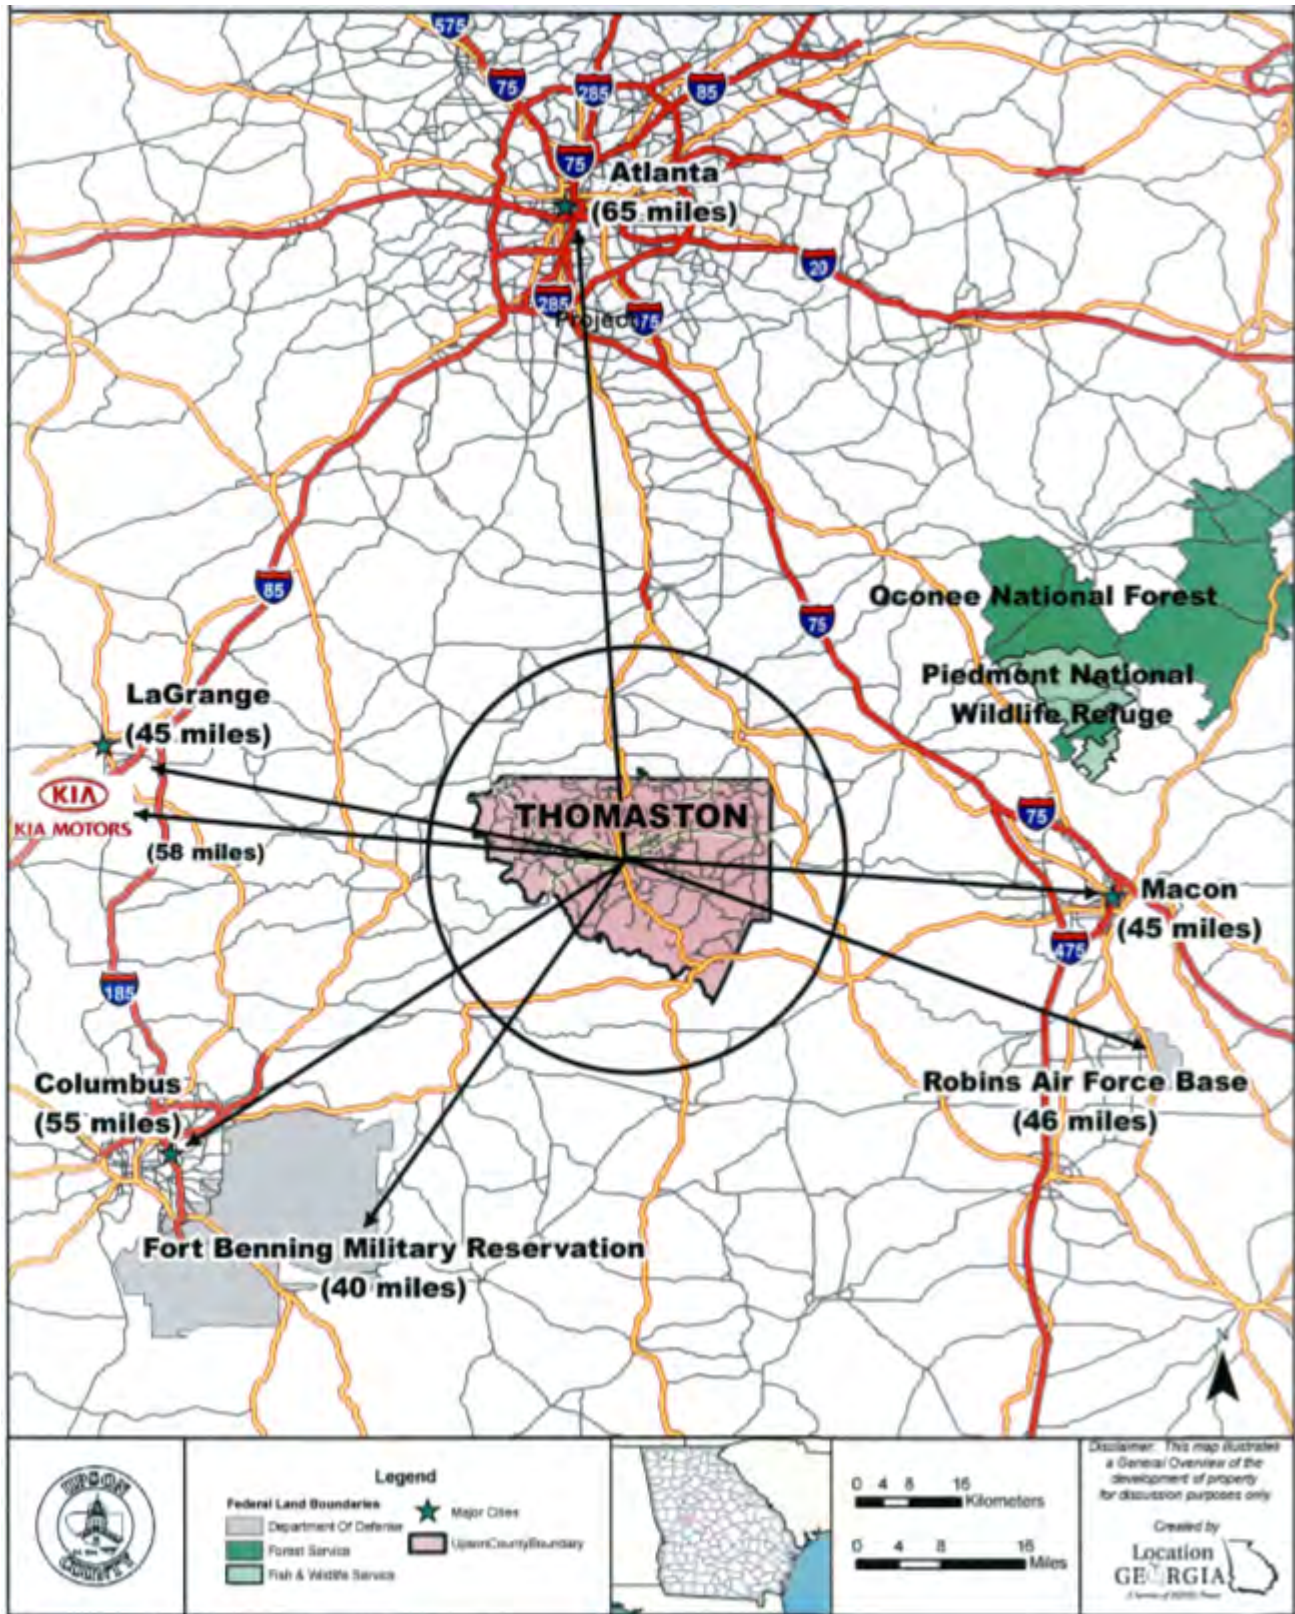 575
75
285
85
75
Atlanta
(65 miles)
20
285
Project
75
85
75
Oconee National Forest
Piedmont National
Wildlife Refuge
LaGrange
(45 miles)
KIA
KIA MOTORS
(58 miles)
THOMASTON
75
Macon
(45 miles)
475
185
Columbus
(55 miles)
Robins Air Force Base
(46 miles)
Fort Benning Military Reservation
(40 miles)
N
UPSON
COUNTY
Legend
Federal Land Boundaries
Department Of Defense
Forest Service
Fish & Wildlife Service
Major Cities
UpsonCountyBoundary
0 4 8 16
Kilometers
0 4 8 16
Miles
Disclaimer: This map illustrates
a General Overview of the
development of property
for discussion purposes only.
Created by
Location
GEORGIA